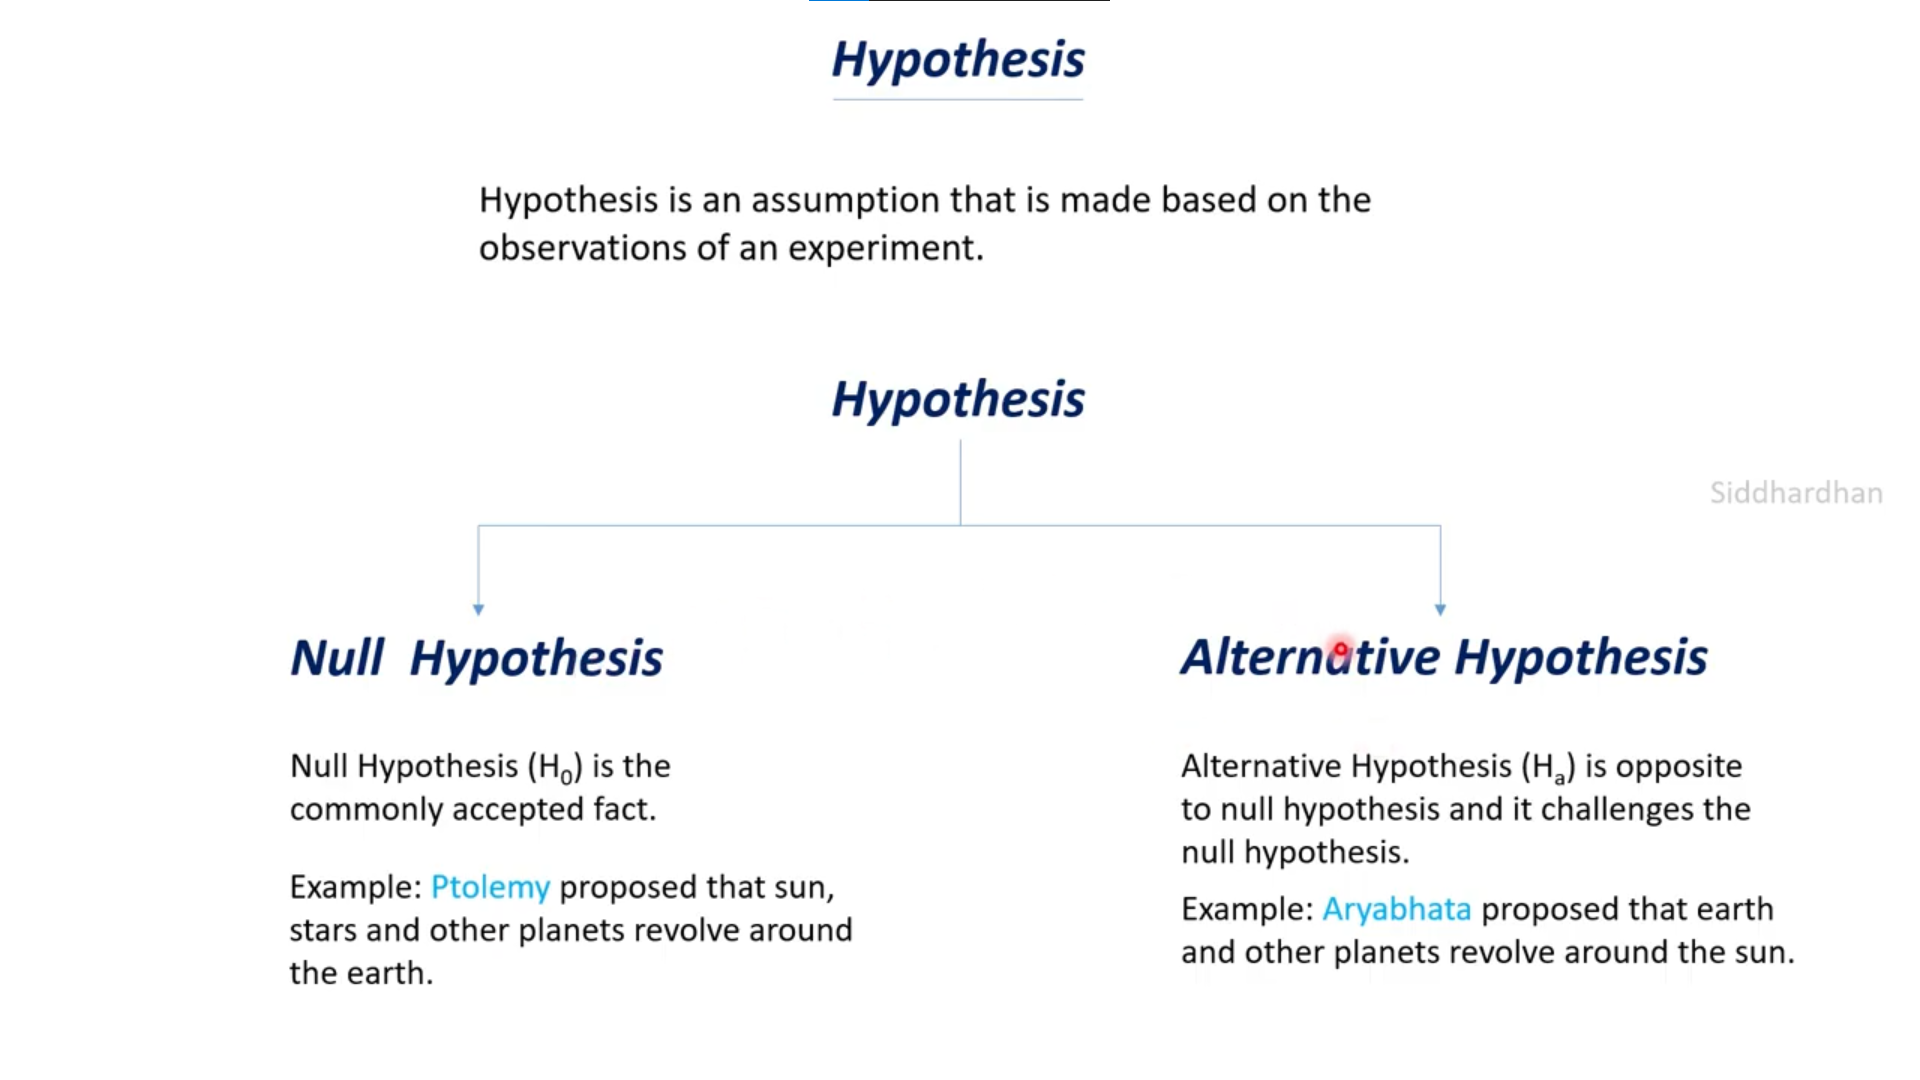 Hypothesis
Hypothesis is an assumption that is made based on the
observations of an experiment.
Hypothesis
Siddhardhan
Null Hypothesis
Null Hypothesis (H₀) is the
commonly accepted fact.
Example: Ptolemy proposed that sun,
stars and other planets revolve around
the earth.
Alternative Hypothesis
Alternative Hypothesis (Hₐ) is opposite
to null hypothesis and it challenges the
null hypothesis.
Example: Aryabhata proposed that earth
and other planets revolve around the sun.